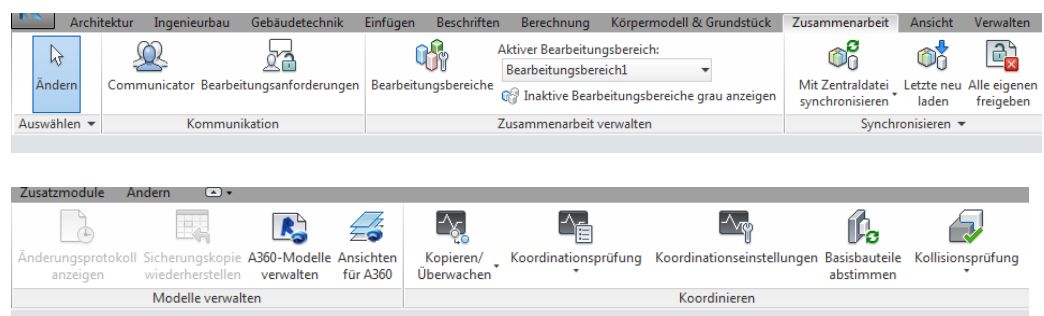 Architektur Ingenieurbau Gebäudetechnik Einfügen Beschriften Berechnung Körpermodell & Grundstück Zusammenarbeit Ansicht Verwalten
Aktiver Bearbeitungsbereich:
Bearbeitungsbereich1
Ändern Communicator Bearbeitungsanforderungen Bearbeitungsbereiche Mit Zentraldatei synchronisieren Letzte neu laden Alle eigenen freigeben
Inaktive Bearbeitungsbereiche grau anzeigen
Auswählen Kommunikation Zusammenarbeit verwalten Synchronisieren
Zusatzmodule Ändern
Änderungsprotokoll Sicherungskopie A360-Modelle Ansichten Kopieren/ Koordinationsprüfung Koordinationseinstellungen Basisbauteile Kollisionsprüfung
anzeigen wiederherstellen verwalten für A360 Überwachen abstimmen
Modelle verwalten Koordinieren